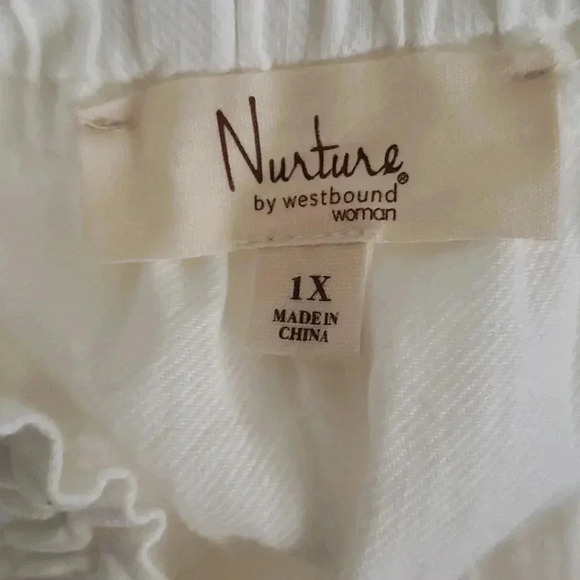 Nurture®
by westbound
woman
1X
MADE IN
CHINA